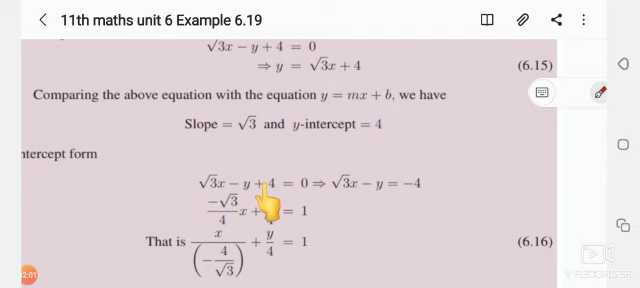 11th maths unit 6 Example 6.19
√3x − y + 4 = 0
⇒ y = √3x + 4 (6.15)
Comparing the above equation with the equation y = mx + b, we have
Slope = √3 and y-intercept = 4
ntercept form
√3x − y + 4 = 0 ⇒ √3x − y = −4
−√3/4 x + = 1
That is x/(−4/√3) + y/4 = 1 (6.16)
02:01
VRECORDER